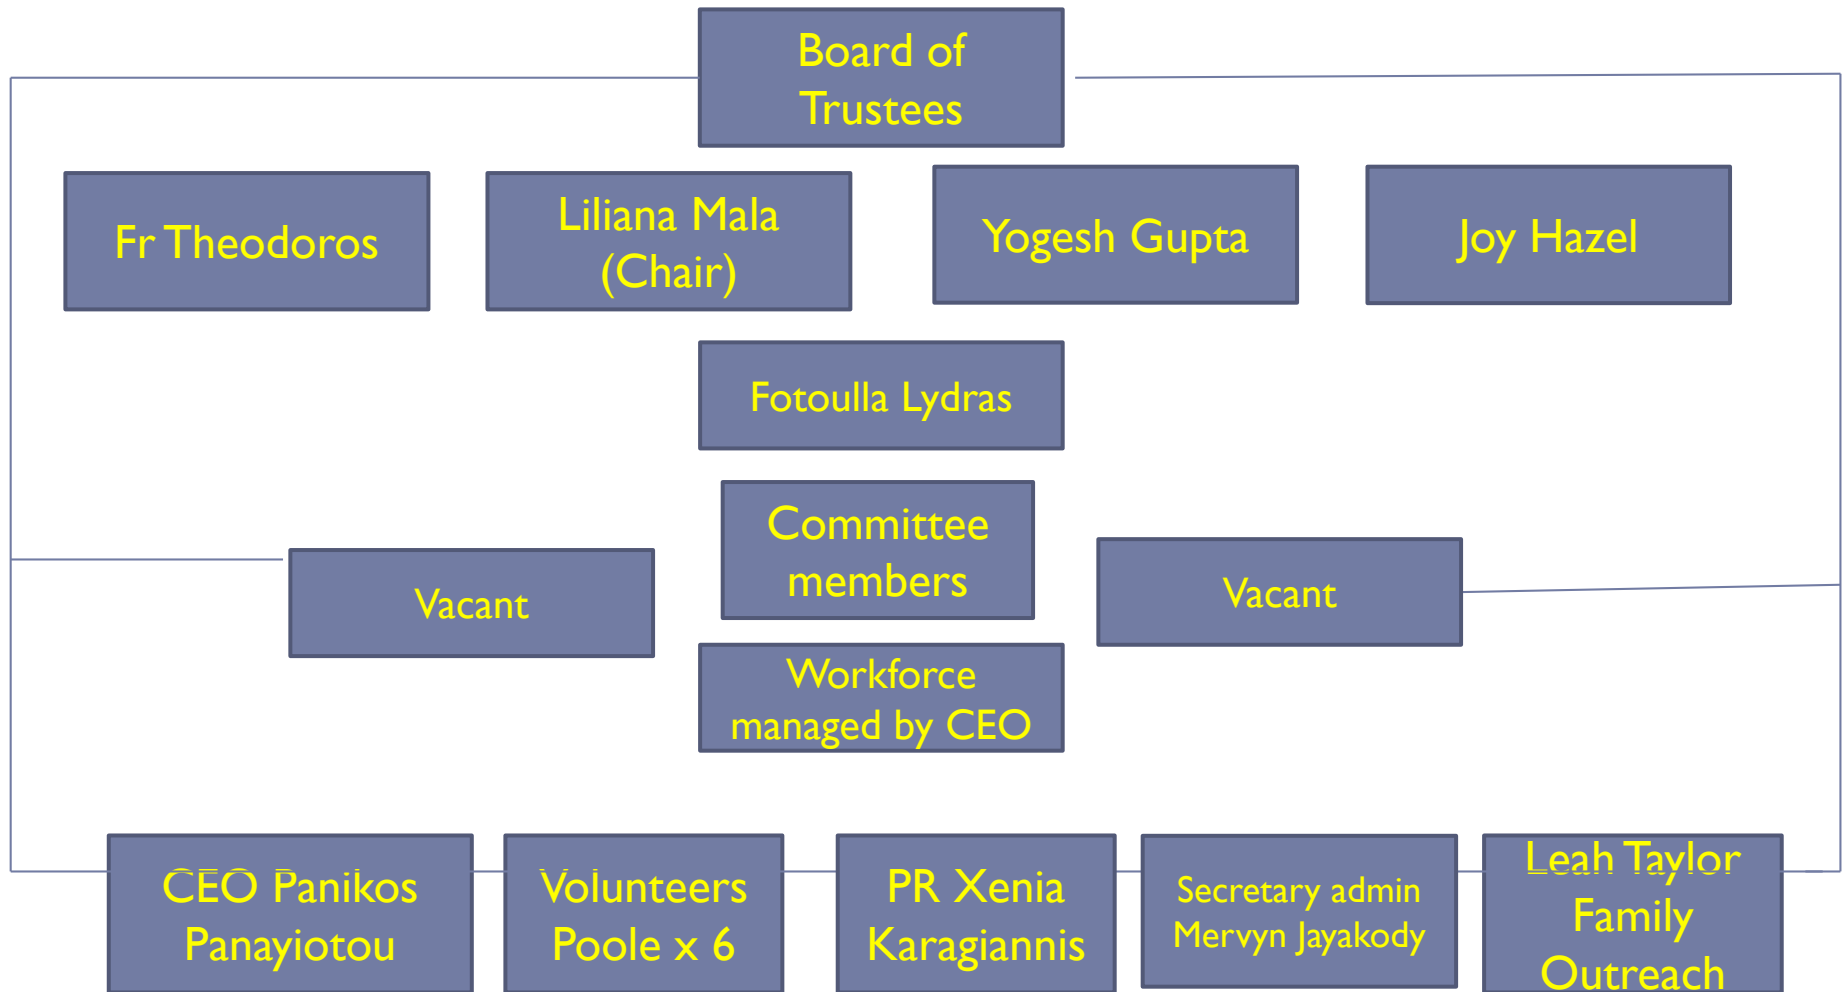 Board of
Trustees
Fr Theodoros
Liliana Mala
(Chair)
Yogesh Gupta
Joy Hazel
Fotoulla Lydras
Committee
members
Vacant
Vacant
Workforce
managed by CEO
CEO Panikos
Panayiotou
Volunteers
Poole x 6
PR Xenia
Karagiannis
Secretary admin
Mervyn Jayakody
Leah Taylor
Family
Outreach